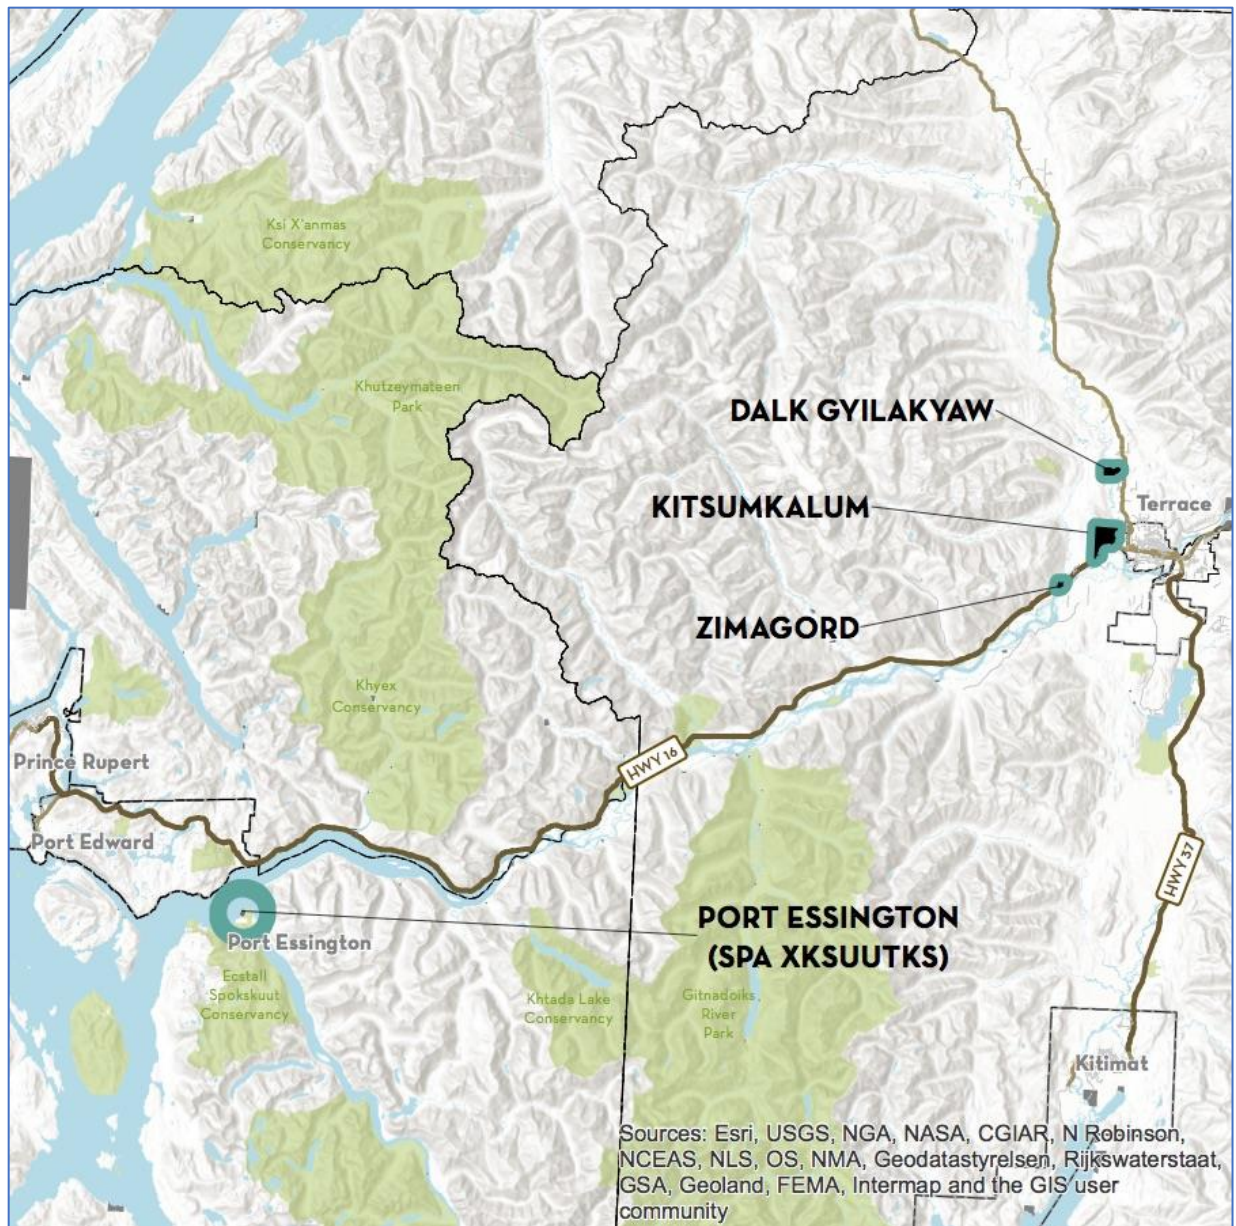 Ksi X'anmas
Conservancy
Khutzeymateen
Park
DALK GYILAKYAW
KITSUMKALUM
Terrace
ZIMAGORD
Khyex
Conservancy
Prince Rupert
HWY 16
Port Edward
HWY 37
PORT ESSINGTON
(SPA XKSUUTKS)
Port Essington
Ecstall
Spokskuut
Conservancy
Khtada Lake
Conservancy
Gitnadoiks
River
Park
Kitimat
Sources: Esri, USGS, NGA, NASA, CGIAR, N Robinson,
NCEAS, NLS, OS, NMA, Geodatastyrelsen, Rijkswaterstaat,
GSA, Geoland, FEMA, Intermap and the GIS user
community